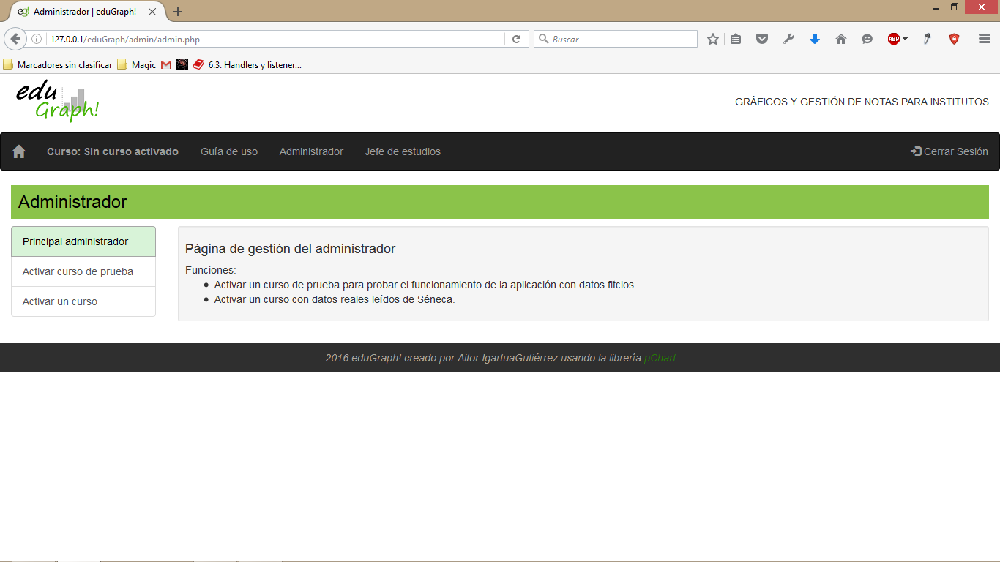 eg! Administrador | eduGraph!
127.0.0.1/eduGraph/admin/admin.php
Buscar
ABP
Marcadores sin clasificar Magic 6.3. Handlers y listener...
edu
Graph!
GRÁFICOS Y GESTIÓN DE NOTAS PARA INSTITUTOS
Curso: Sin curso activado Guía de uso Administrador Jefe de estudios Cerrar Sesión
Administrador
Principal administrador
Activar curso de prueba
Activar un curso
Página de gestión del administrador
Funciones:
Activar un curso de prueba para probar el funcionamiento de la aplicación con datos fitcios.
Activar un curso con datos reales leídos de Séneca.
2016 eduGraph! creado por Aitor IgartuaGutiérrez usando la librería pChart